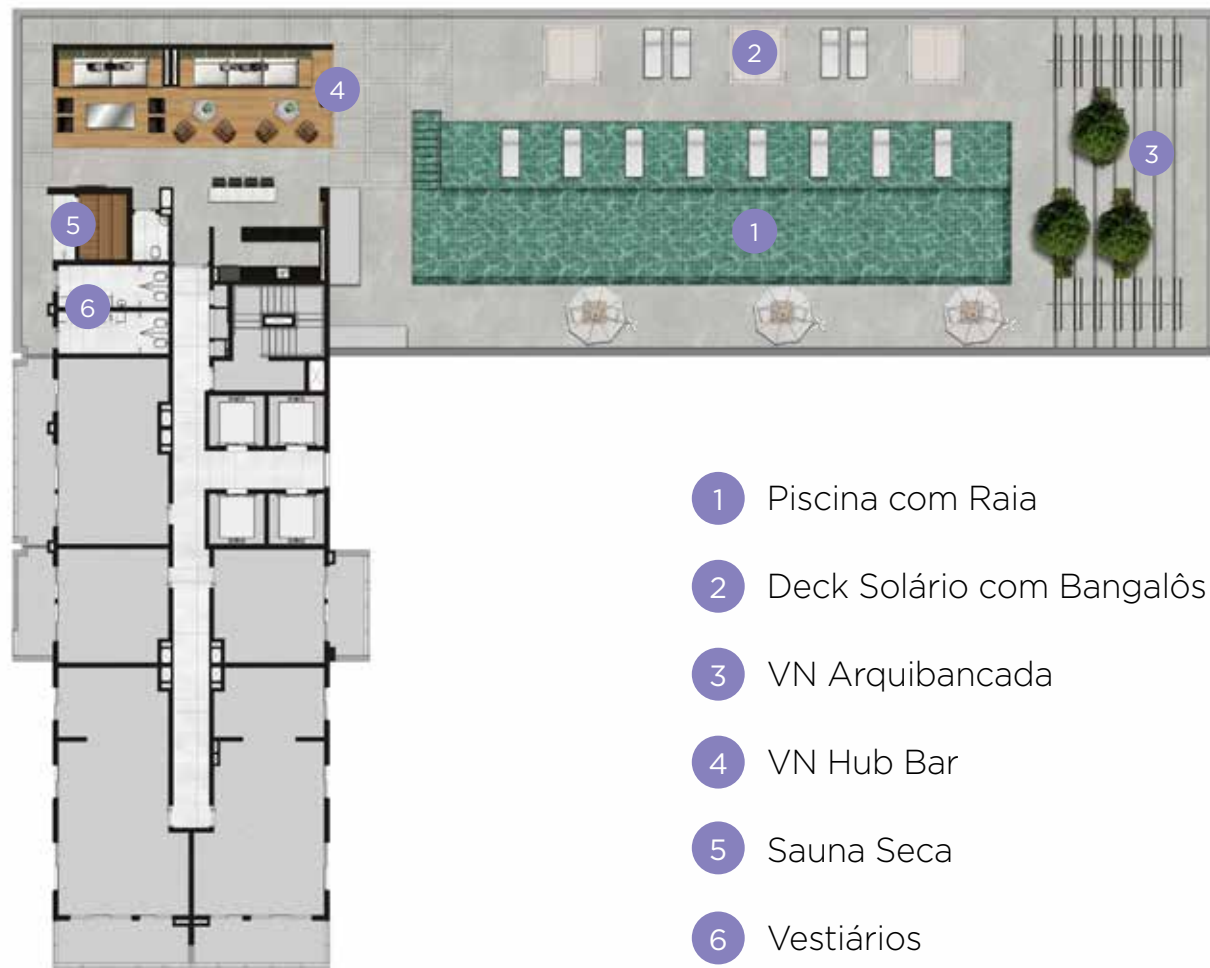 4
2
3
5
1
6
1 Piscina com Raia
2 Deck Solário com Bangalôs
3 VN Arquibancada
4 VN Hub Bar
5 Sauna Seca
6 Vestiários